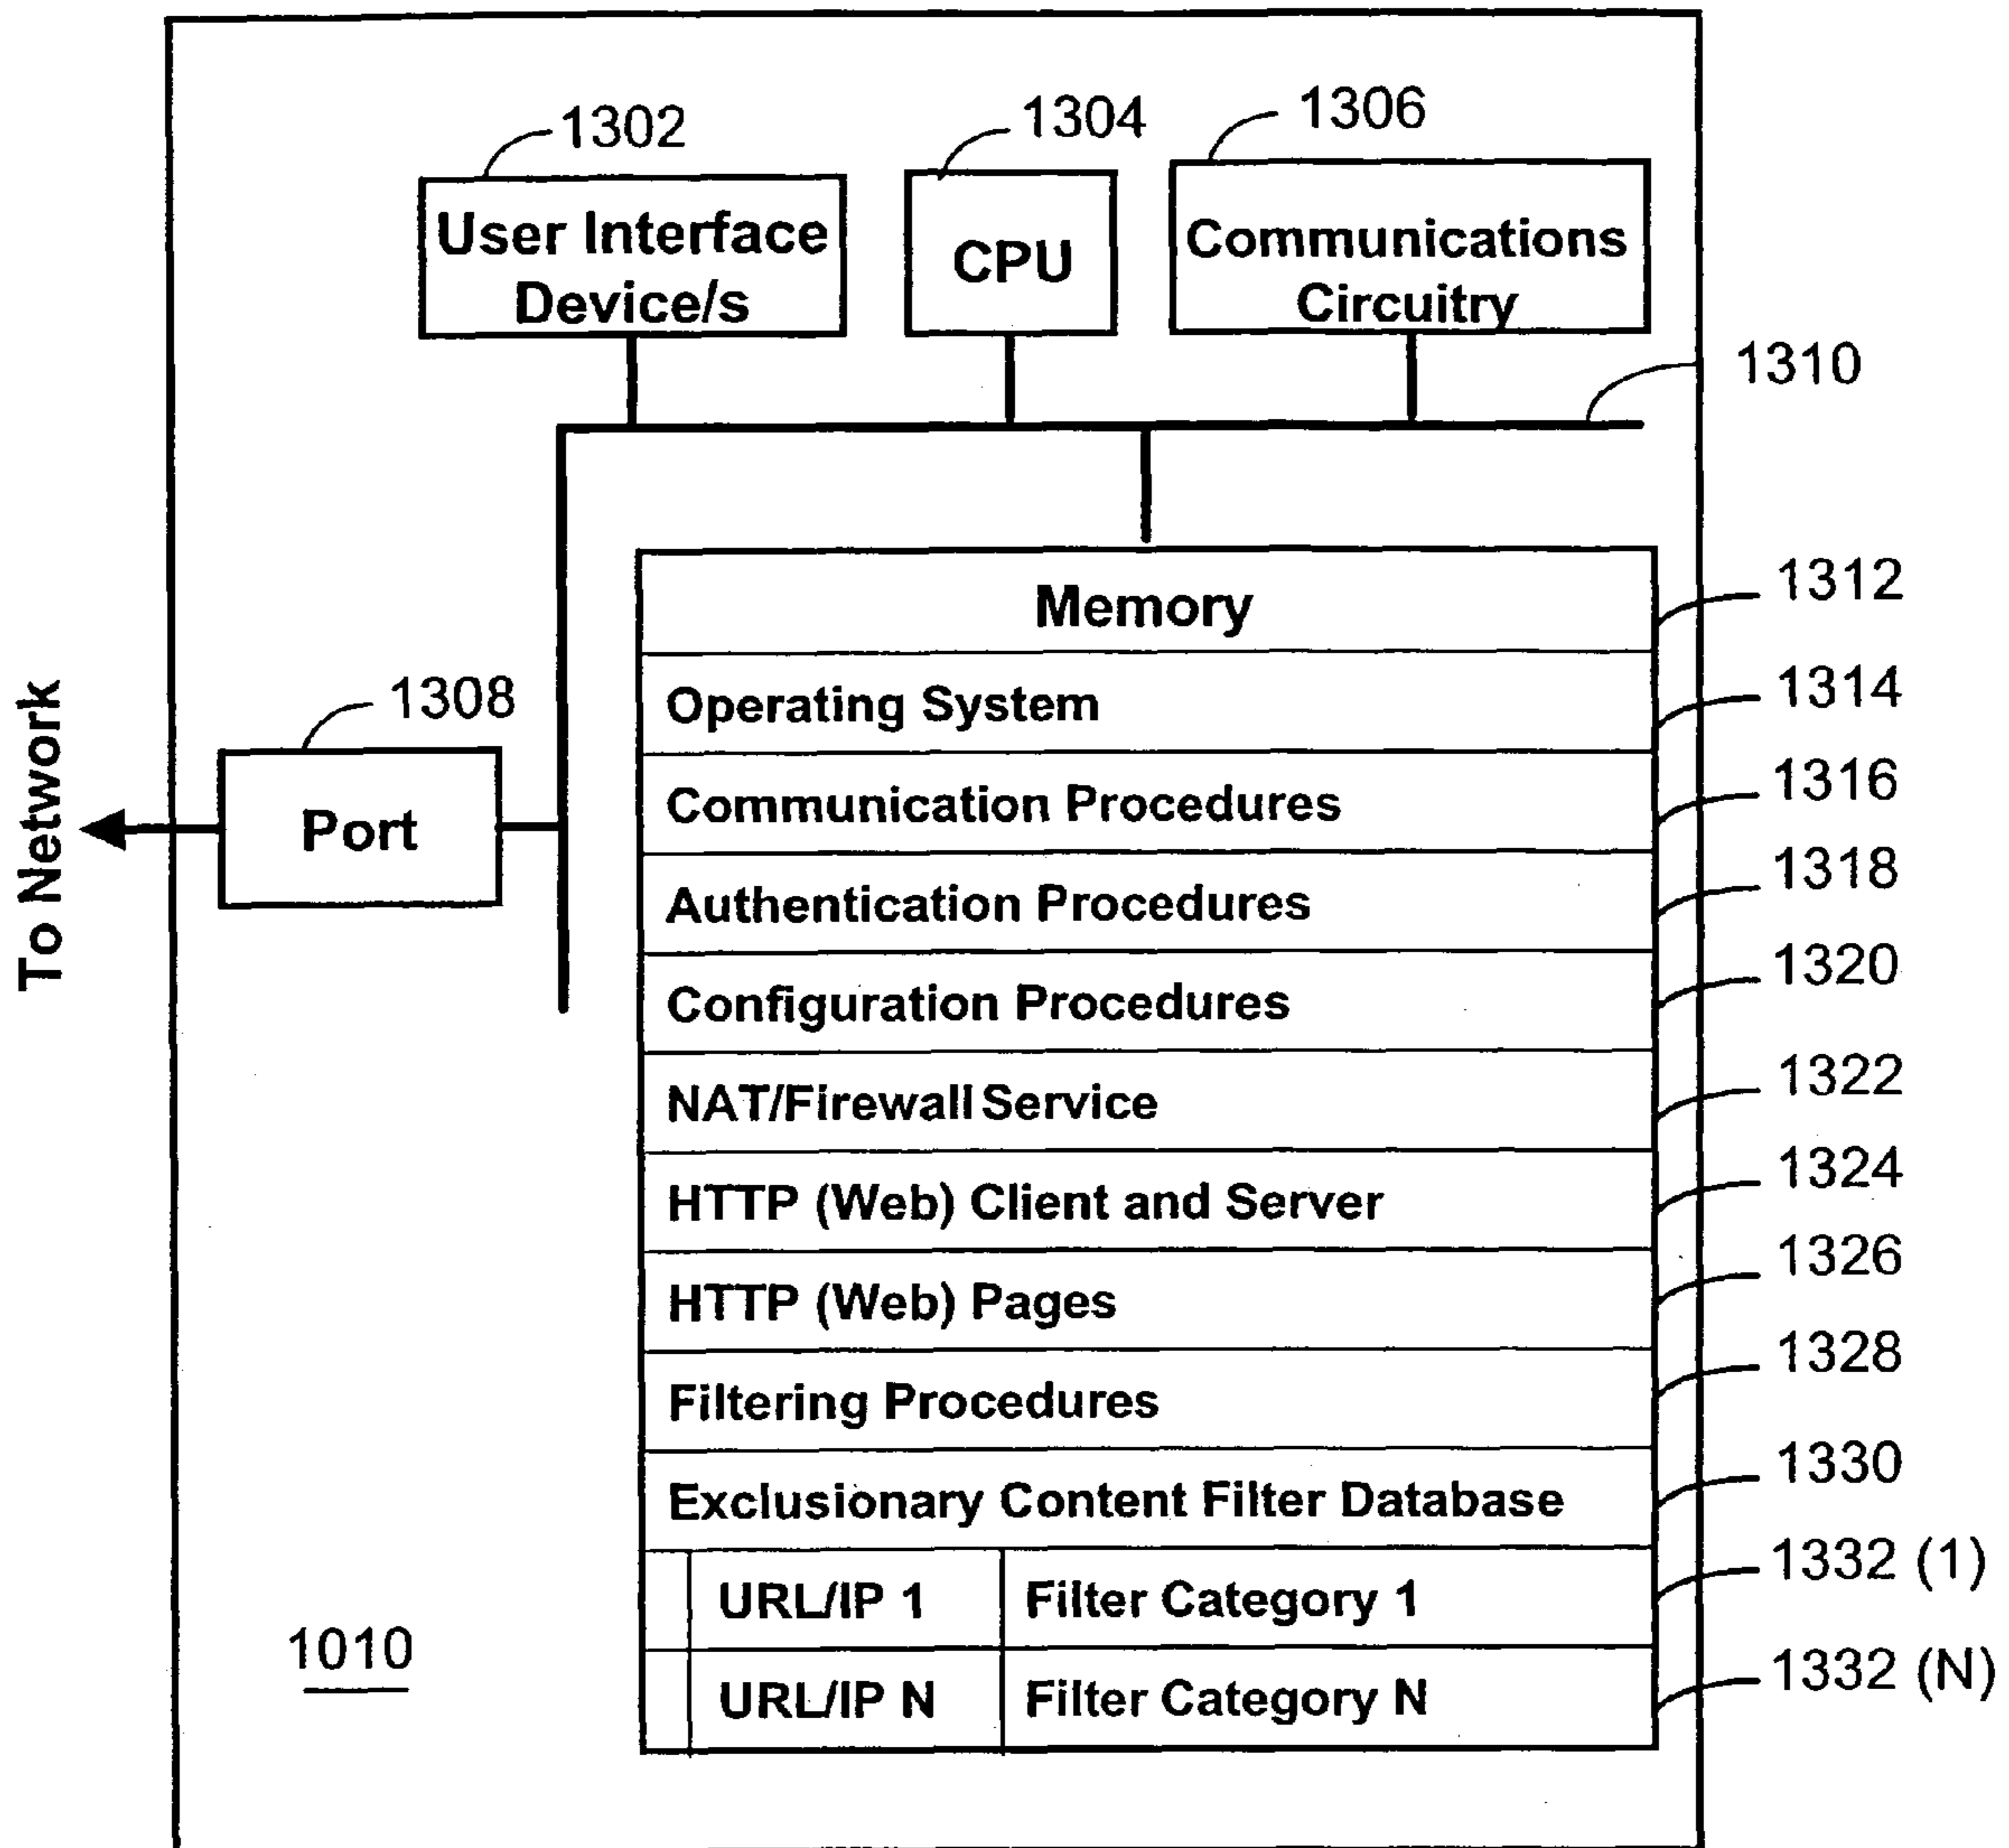 1302
1304
1306
User Interface
Device/s
CPU
Communications
Circuitry
1310
Memory
1312
To Network
1308
Port
Operating System
1314
Communication Procedures
1316
Authentication Procedures
1318
Configuration Procedures
1320
NAT/Firewall Service
1322
HTTP (Web) Client and Server
1324
HTTP (Web) Pages
1326
Filtering Procedures
1328
Exclusionary Content Filter Database
1330
URL/IP 1 Filter Category 1
1332 (1)
URL/IP N Filter Category N
1332 (N)
1010